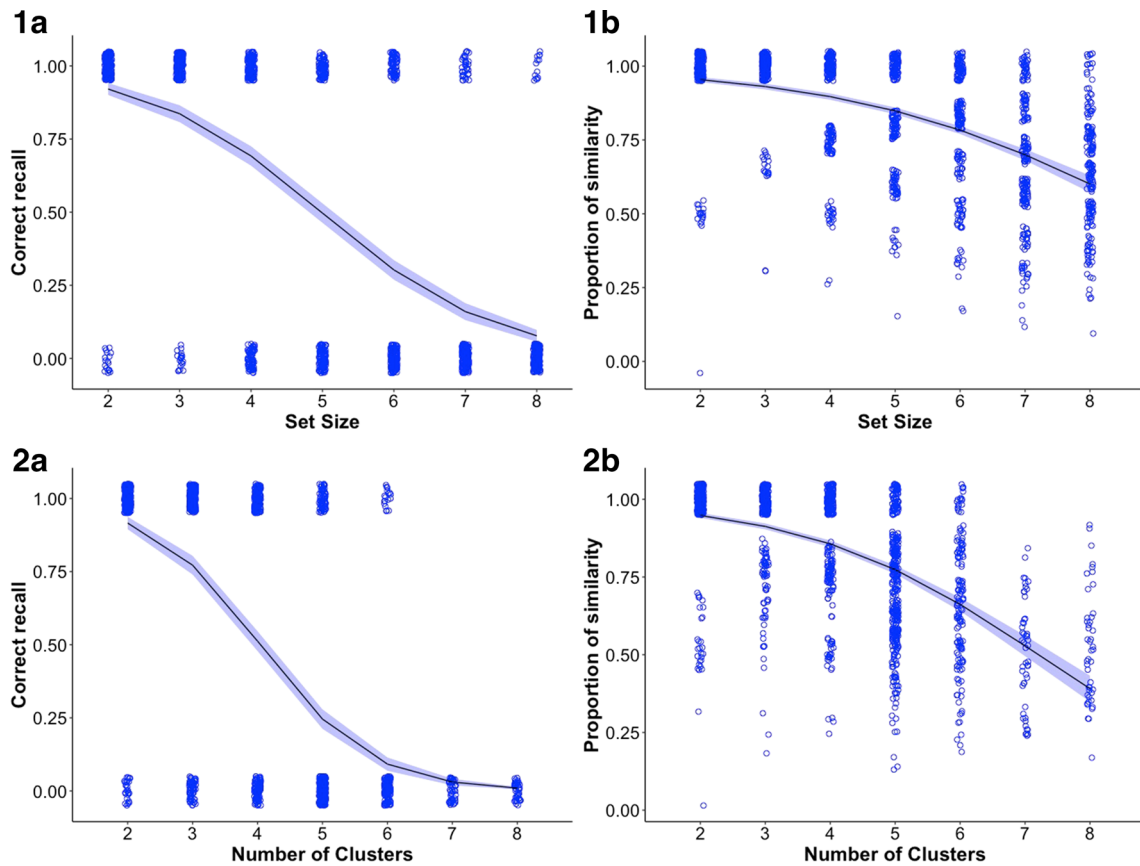 1a
Correct recall
1.00
0.75
0.50
0.25
0.00
2 3 4 5 6 7 8
Set Size
1b
Proportion of similarity
1.00
0.75
0.50
0.25
0.00
2 3 4 5 6 7 8
Set Size
2a
Correct recall
1.00
0.75
0.50
0.25
0.00
2 3 4 5 6 7 8
Number of Clusters
2b
Proportion of similarity
1.00
0.75
0.50
0.25
0.00
2 3 4 5 6 7 8
Number of Clusters